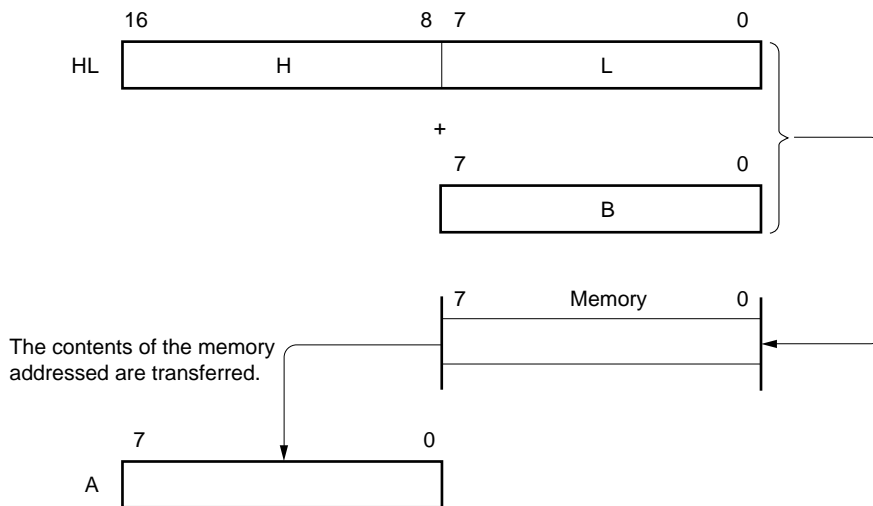 16 8 7 0
HL H L
+
7 0
B
7 Memory 0
The contents of the memory
addressed are transferred.
7 0
A